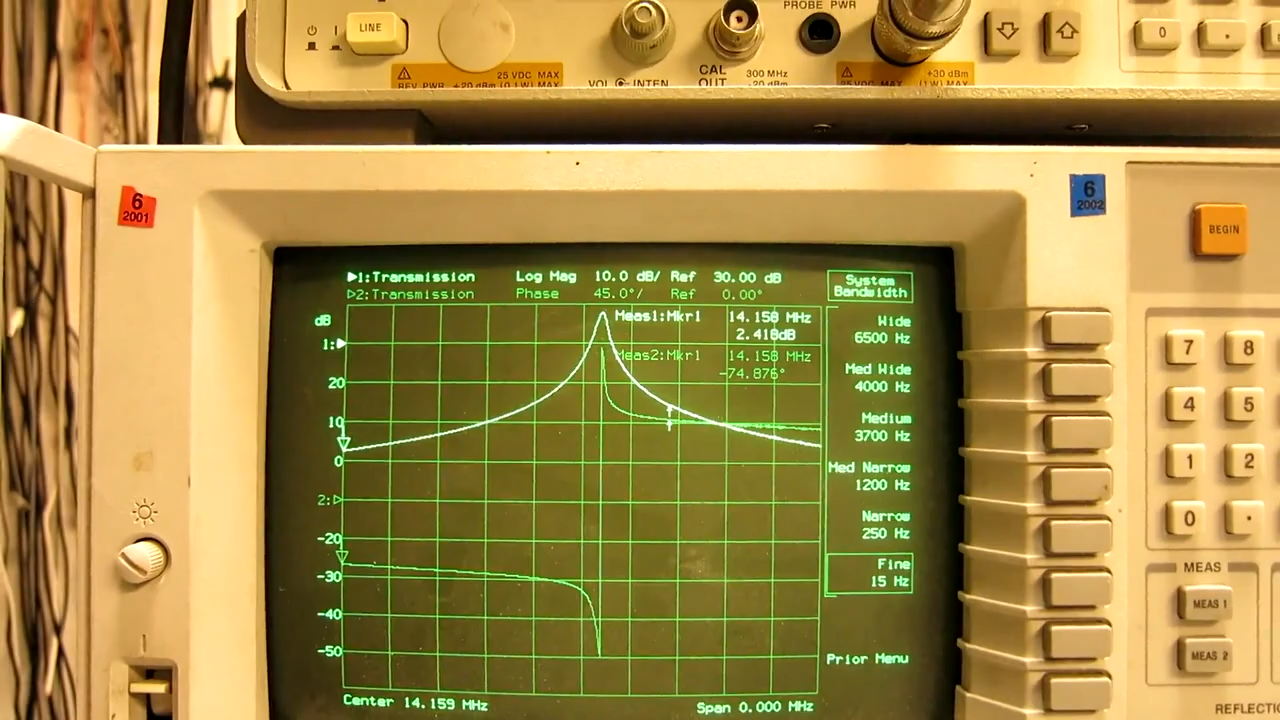 PROBE PWR
LINE
0
.
25 VDC MAX
REV PWR +20 dBm (0.1W) MAX
VOL INTEN
CAL OUT
300 MHz
-20 dBm
+30 dBm
25 VDC MAX (1W) MAX
6
2001
6
2002
BEGIN
▶1:Transmission Log Mag 10.0 dB/ Ref 30.00 dB
▷2:Transmission Phase 45.0°/ Ref 0.00°
System
Bandwidth
dB
Meas1:Mkr1 14.158 MHz
2.418dB
Meas2:Mkr1 14.158 MHz
-74.876°
1:▶
20
10
0
2:▷
-20
-30
-40
-50
Wide
6500 Hz
Med Wide
4000 Hz
Medium
3700 Hz
Med Narrow
1200 Hz
Narrow
250 Hz
Fine
15 Hz
Prior Menu
Center 14.159 MHz Span 0.000 MHz
7 8
4 5
1 2
0 .
MEAS
MEAS 1
MEAS 2